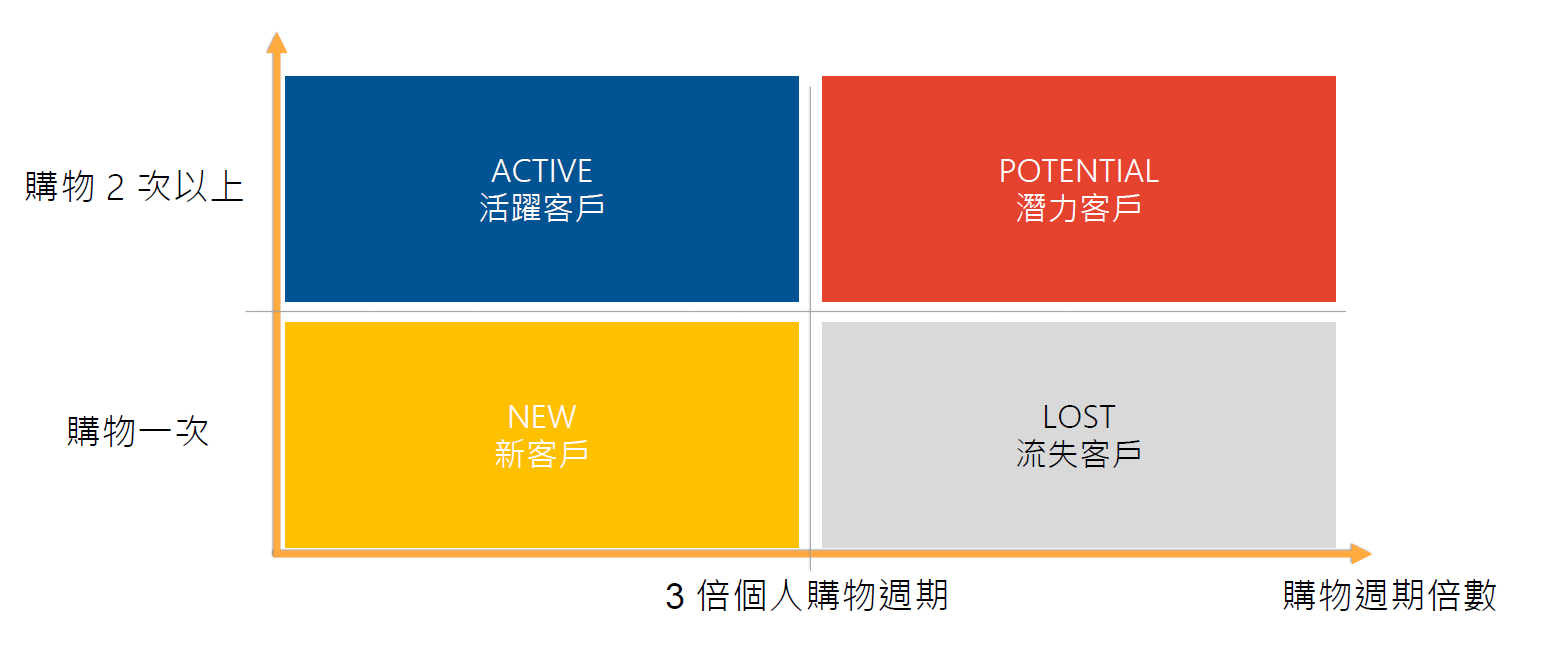 ACTIVE
活躍客戶
POTENTIAL
潛力客戶
購物 2 次以上
NEW
新客戶
LOST
流失客戶
購物一次
3 倍個人購物週期
購物週期倍數